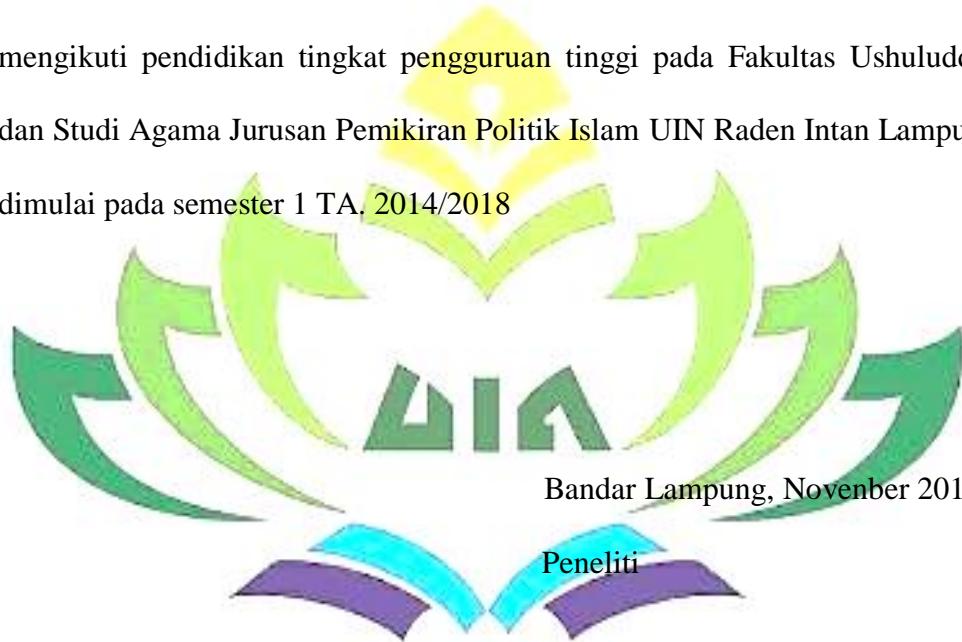 mengikuti pendidikan tingkat pengguruan tinggi pada Fakultas Ushulud
dan Studi Agama Jurusan Pemikiran Politik Islam UIN Raden Intan Lampu
dimulai pada semester 1 TA. 2014/2018
UIN
Bandar Lampung, Novenber 201
Peneliti